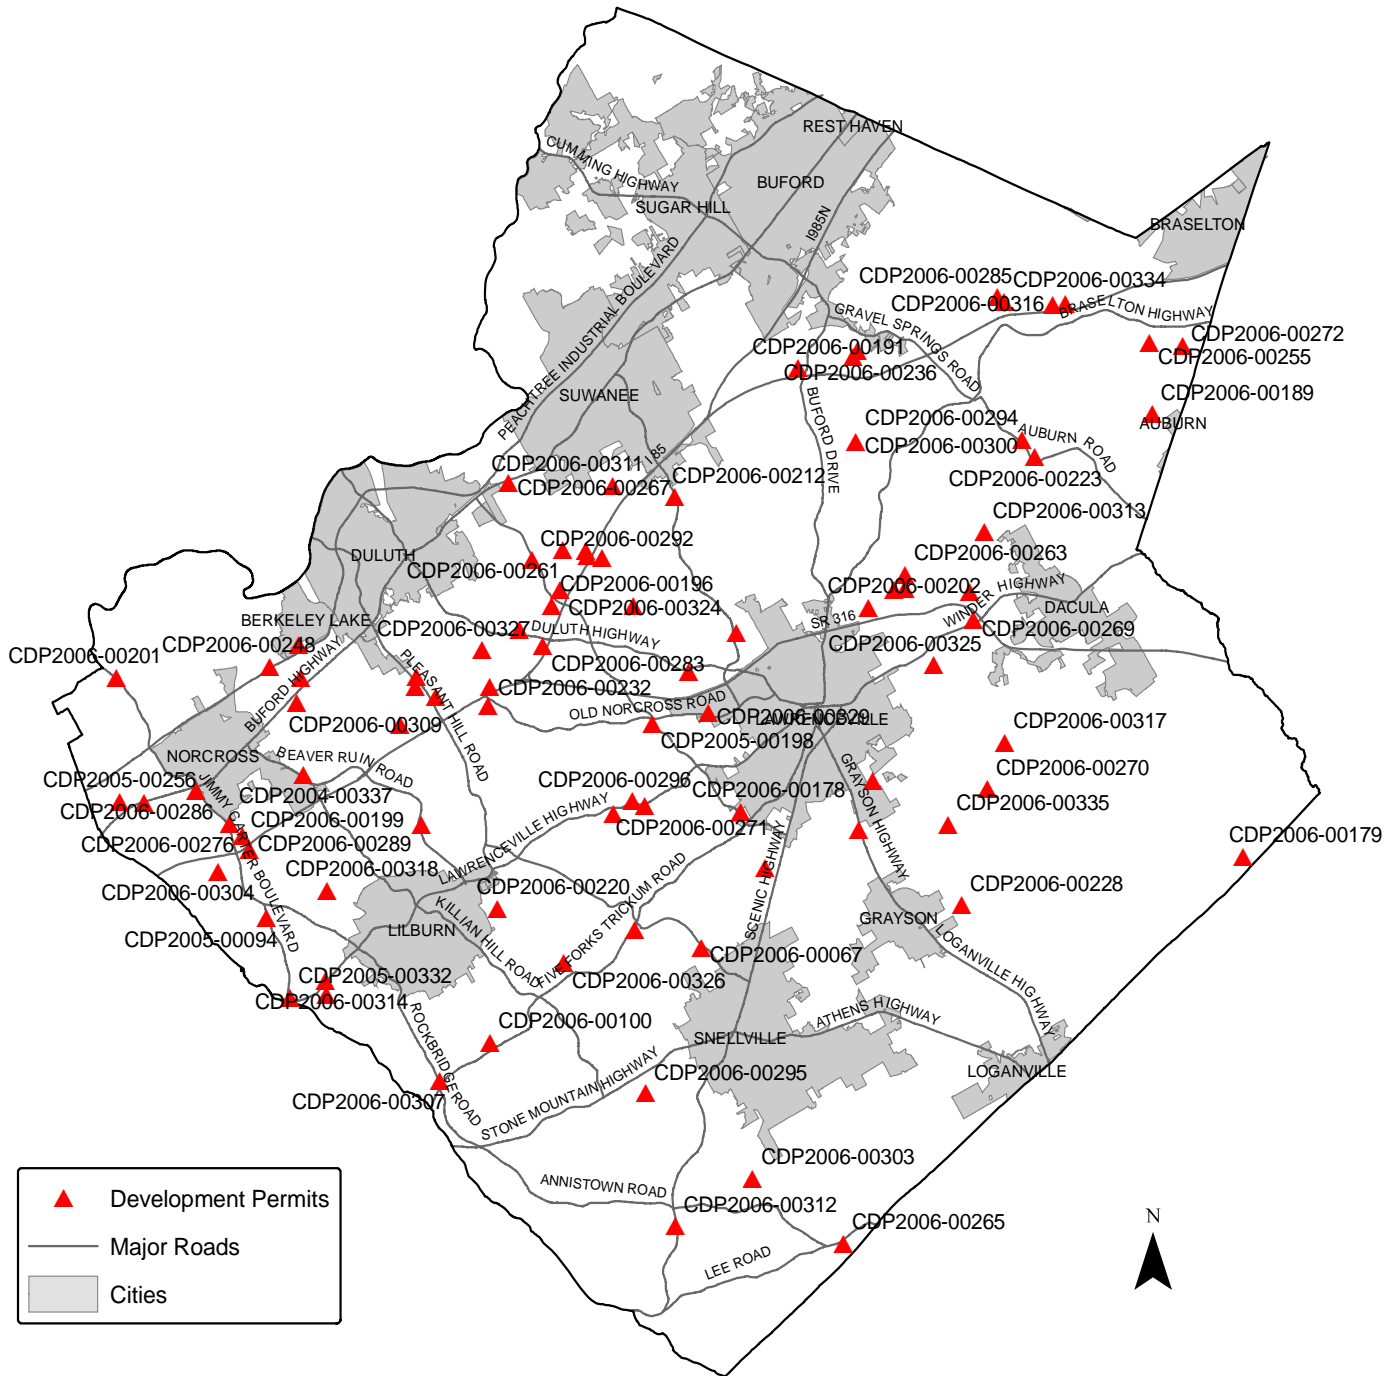 REST HAVEN
CUMMING HIGHWAY
BUFORD
SUGAR HILL
I985N
BRASELTON
PEACHTREE INDUSTRIAL BOULEVARD
CDP2006-00285
CDP2006-00334
CDP2006-00316
BRASELTON HIGHWAY
GRAVEL SPRINGS ROAD
CDP2006-00272
CDP2006-00191
CDP2006-00255
CDP2006-00236
SUWANEE
BUFORD DRIVE
CDP2006-00189
AUBURN
CDP2006-00294
CDP2006-00300
AUBURN ROAD
I 85
CDP2006-00311
CDP2006-00212
CDP2006-00267
CDP2006-00223
CDP2006-00313
CDP2006-00292
DULUTH
CDP2006-00261
CDP2006-00263
CDP2006-00196
CDP2006-00202
WINDER HIGHWAY
CDP2006-00324
DACULA
BERKELEY LAKE
SR 316
CDP2006-00327
DULUTH HIGHWAY
CDP2006-00269
CDP2006-00248
CDP2006-00325
CDP2006-00201
CDP2006-00283
BUFORD HIGHWAY
PLEASANT HILL ROAD
CDP2006-00232
OLD NORCROSS ROAD
CDP2006-00329
LAWRENCEVILLE
CDP2006-00309
CDP2006-00317
CDP2005-00198
NORCROSS
BEAVER RUIN ROAD
CDP2006-00270
CDP2005-00256
CDP2006-00296
GRAYSON HIGHWAY
CDP2004-00337
CDP2006-00178
CDP2006-00335
CDP2006-00286
JIMMY CARTER BOULEVARD
CDP2006-00199
CDP2006-00271
CDP2006-00276
CDP2006-00289
LAWRENCEVILLE HIGHWAY
CDP2006-00179
CDP2006-00318
CDP2006-00304
CDP2006-00220
CDP2006-00228
SCENIC HIGHWAY
GRAYSON
KILLIAN HILL ROAD
LILBURN
FIVE FORKS TRICKUM ROAD
CDP2005-00094
LOGANVILLE HIGHWAY
CDP2006-00067
CDP2005-00332
CDP2006-00326
CDP2006-00314
ATHENS HIGHWAY
CDP2006-00100
SNELLVILLE
ROCKBRIDGE ROAD
LOGANVILLE
CDP2006-00295
CDP2006-00307
STONE MOUNTAIN HIGHWAY
CDP2006-00303
ANNISTOWN ROAD
CDP2006-00312
CDP2006-00265
LEE ROAD
Development Permits
Major Roads
Cities
N